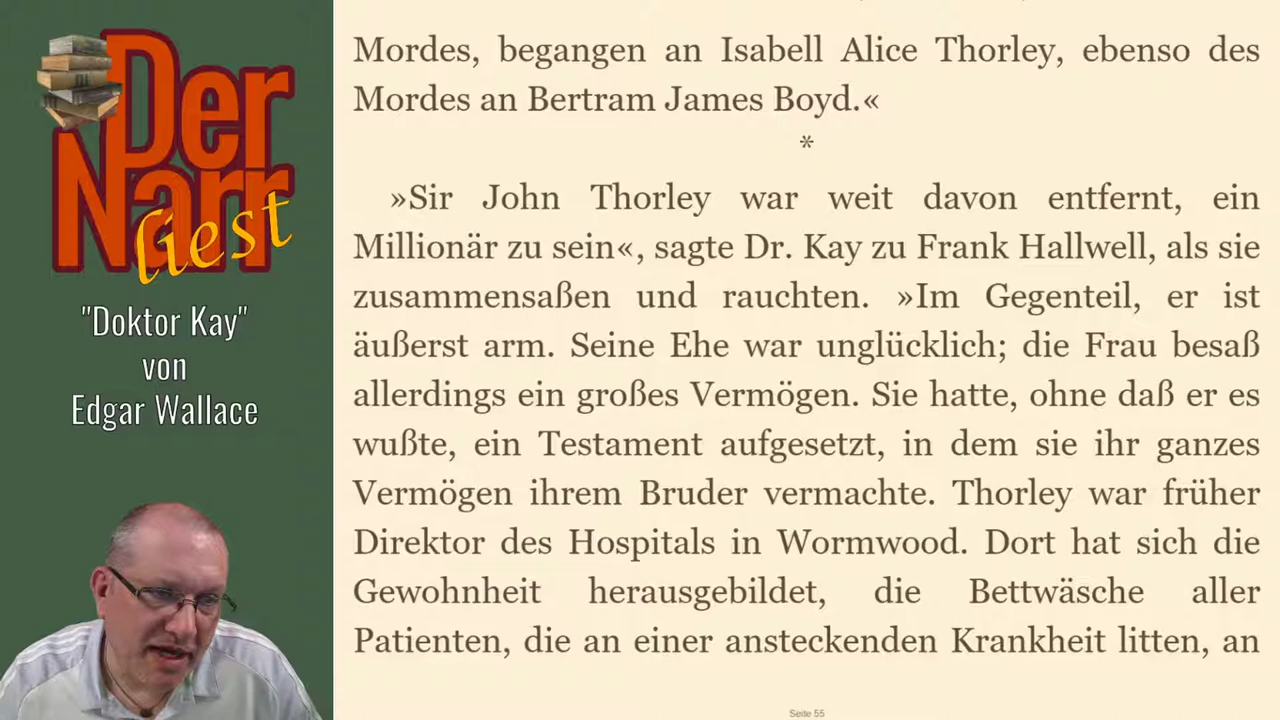 Der
Narr
liest
"Doktor Kay"
von
Edgar Wallace
Mordes, begangen an Isabell Alice Thorley, ebenso des
Mordes an Bertram James Boyd.«
*
»Sir John Thorley war weit davon entfernt, ein
Millionär zu sein«, sagte Dr. Kay zu Frank Hallwell, als sie
zusammensaßen und rauchten. »Im Gegenteil, er ist
äußerst arm. Seine Ehe war unglücklich; die Frau besaß
allerdings ein großes Vermögen. Sie hatte, ohne daß er es
wußte, ein Testament aufgesetzt, in dem sie ihr ganzes
Vermögen ihrem Bruder vermachte. Thorley war früher
Direktor des Hospitals in Wormwood. Dort hat sich die
Gewohnheit herausgebildet, die Bettwäsche aller
Patienten, die an einer ansteckenden Krankheit litten, an
Seite 55